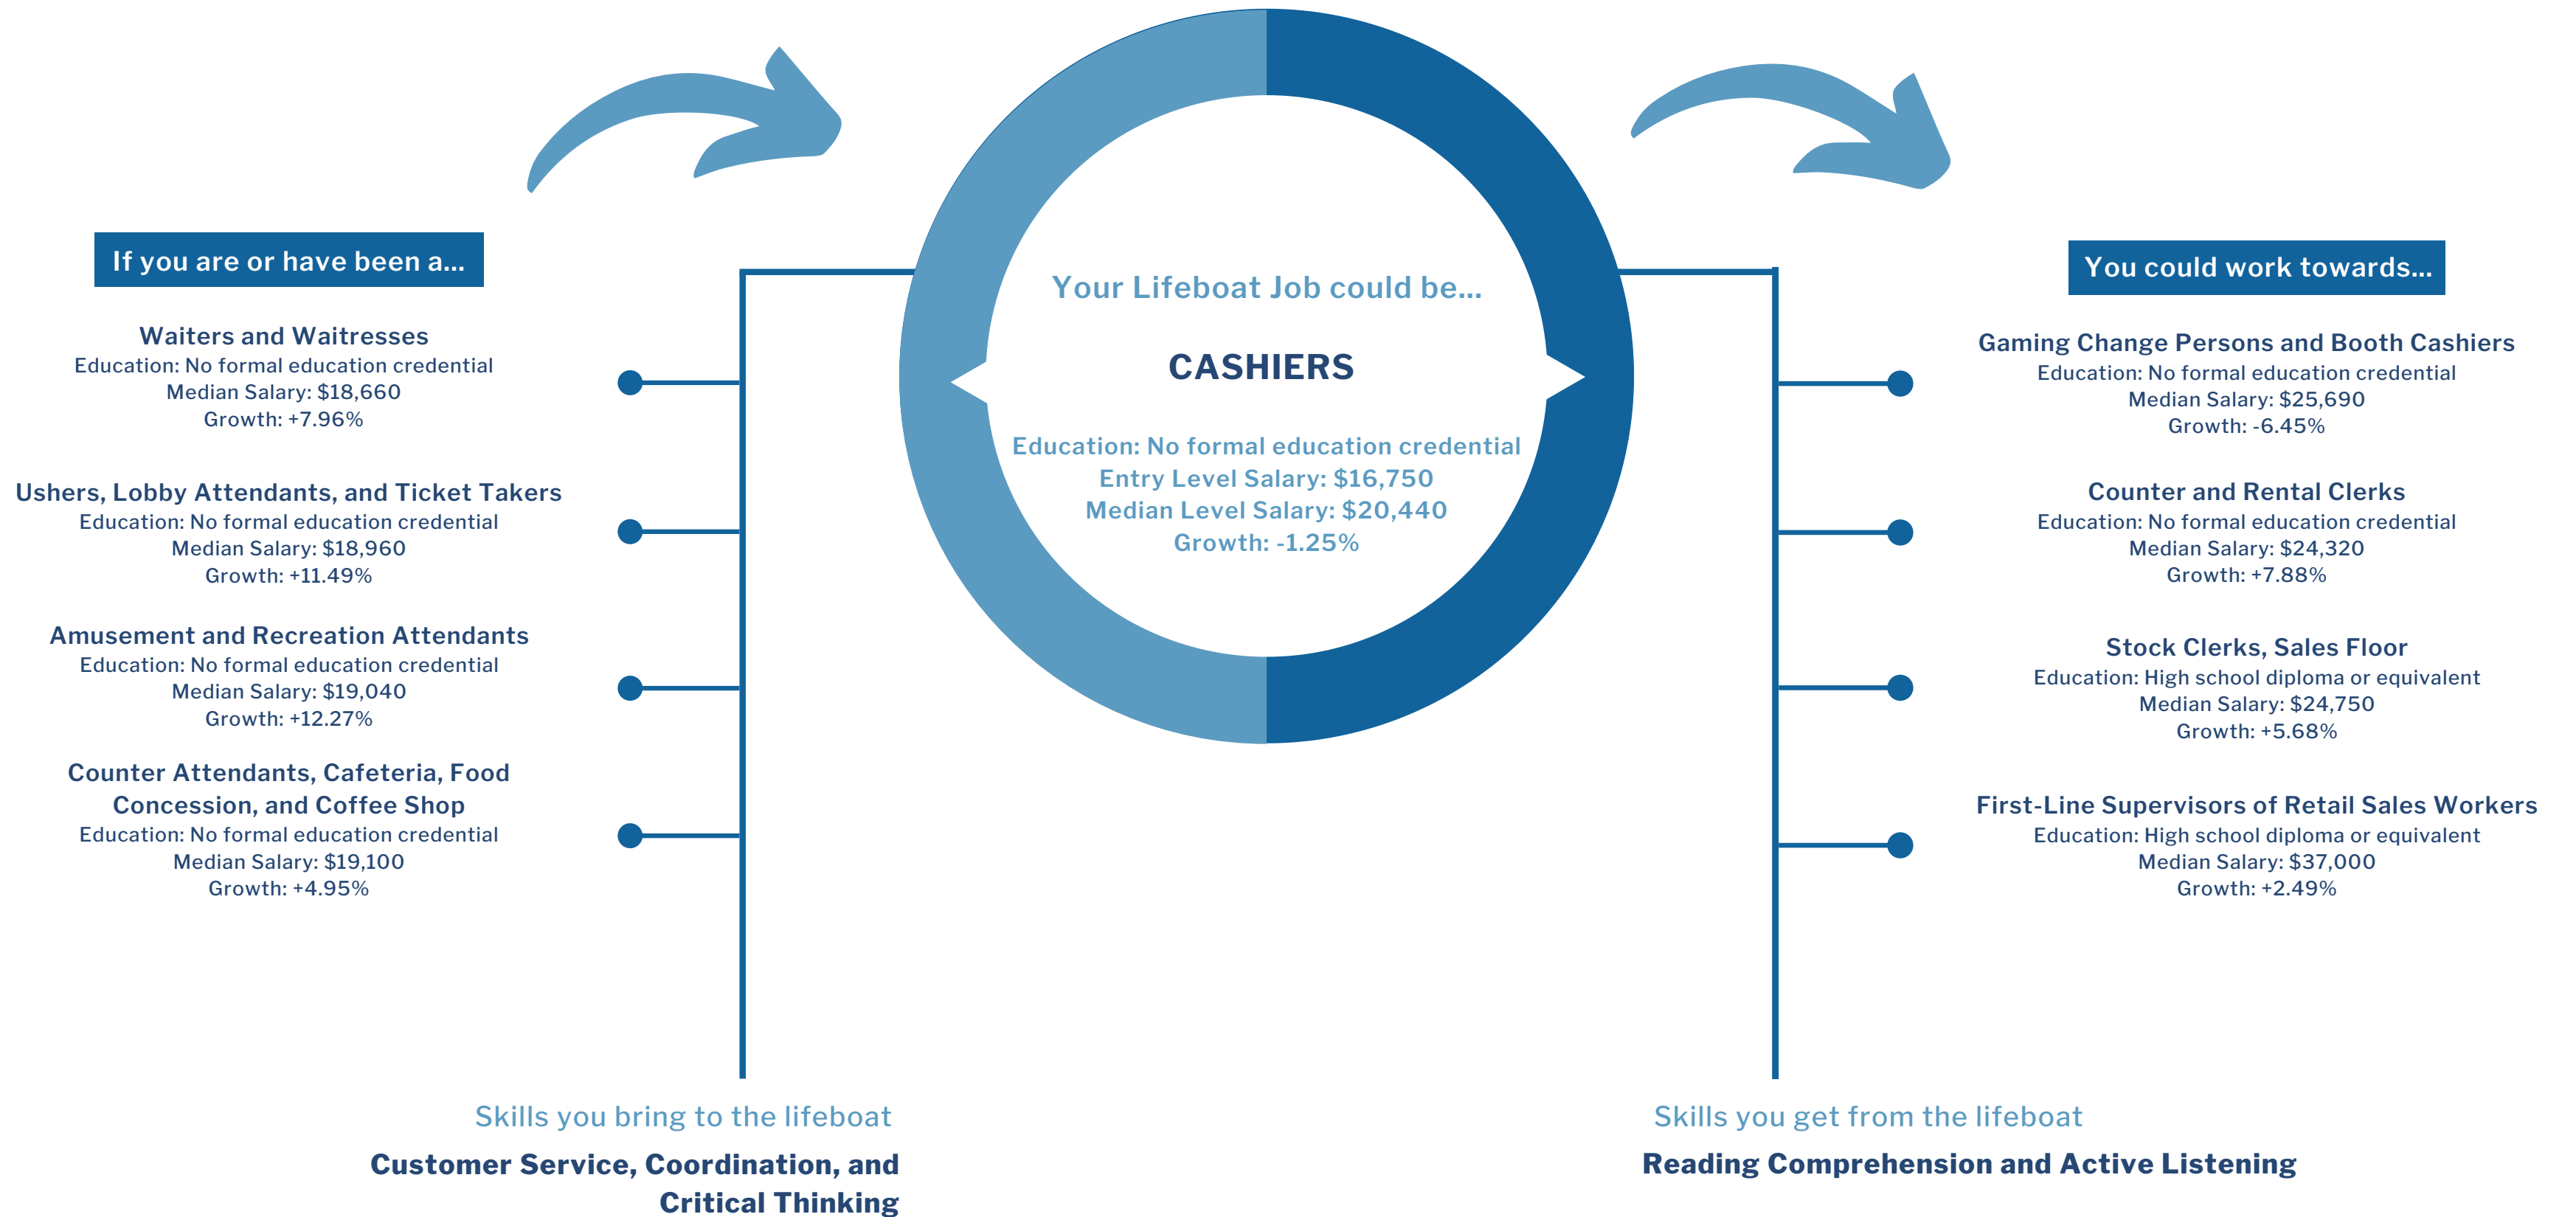 If you are or have been a...
Waiters and Waitresses
Education: No formal education credential
Median Salary: $18,660
Growth: +7.96%
Ushers, Lobby Attendants, and Ticket Takers
Education: No formal education credential
Median Salary: $18,960
Growth: +11.49%
Amusement and Recreation Attendants
Education: No formal education credential
Median Salary: $19,040
Growth: +12.27%
Counter Attendants, Cafeteria, Food
Concession, and Coffee Shop
Education: No formal education credential
Median Salary: $19,100
Growth: +4.95%
Skills you bring to the lifeboat
Customer Service, Coordination, and
Critical Thinking
Your Lifeboat Job could be...
CASHIERS
Education: No formal education credential
Entry Level Salary: $16,750
Median Level Salary: $20,440
Growth: -1.25%
You could work towards...
Gaming Change Persons and Booth Cashiers
Education: No formal education credential
Median Salary: $25,690
Growth: -6.45%
Counter and Rental Clerks
Education: No formal education credential
Median Salary: $24,320
Growth: +7.88%
Stock Clerks, Sales Floor
Education: High school diploma or equivalent
Median Salary: $24,750
Growth: +5.68%
First-Line Supervisors of Retail Sales Workers
Education: High school diploma or equivalent
Median Salary: $37,000
Growth: +2.49%
Skills you get from the lifeboat
Reading Comprehension and Active Listening